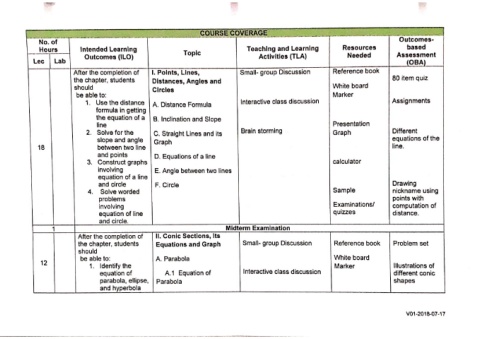 COURSE COVERAGE
No. of Hours
Lec Lab
Intended Learning Outcomes (ILO)
Topic
Teaching and Learning Activities (TLA)
Resources Needed
Outcomes-based Assessment (OBA)
18
After the completion of
the chapter, students
should
be able to:
1. Use the distance
formula in getting
the equation of a
line
2. Solve for the
slope and angle
between two line
and points
3. Construct graphs
involving
equation of a line
and circle
4. Solve worded
problems
involving
equation of line
and circle.
I. Points, Lines,
Distances, Angles and
Circles
A. Distance Formula
B. Inclination and Slope
C. Straight Lines and its
Graph
D. Equations of a line
E. Angle between two lines
F. Circle
Small- group Discussion
Interactive class discussion
Brain storming
Reference book
White board
Marker
Presentation
Graph
calculator
Sample
Examinations/
quizzes
80 item quiz
Assignments
Different
equations of the
line.
Drawing
nickname using
points with
computation of
distance.
1
Midterm Examination
12
After the completion of
the chapter, students
should
be able to:
1. Identify the
equation of
parabola, ellipse,
and hyperbola
II. Conic Sections, Its
Equations and Graph
A. Parabola
A.1 Equation of
Parabola
Small- group Discussion
Interactive class discussion
Reference book
White board
Marker
Problem set
Illustrations of
different conic
shapes
V01-2018-07-17